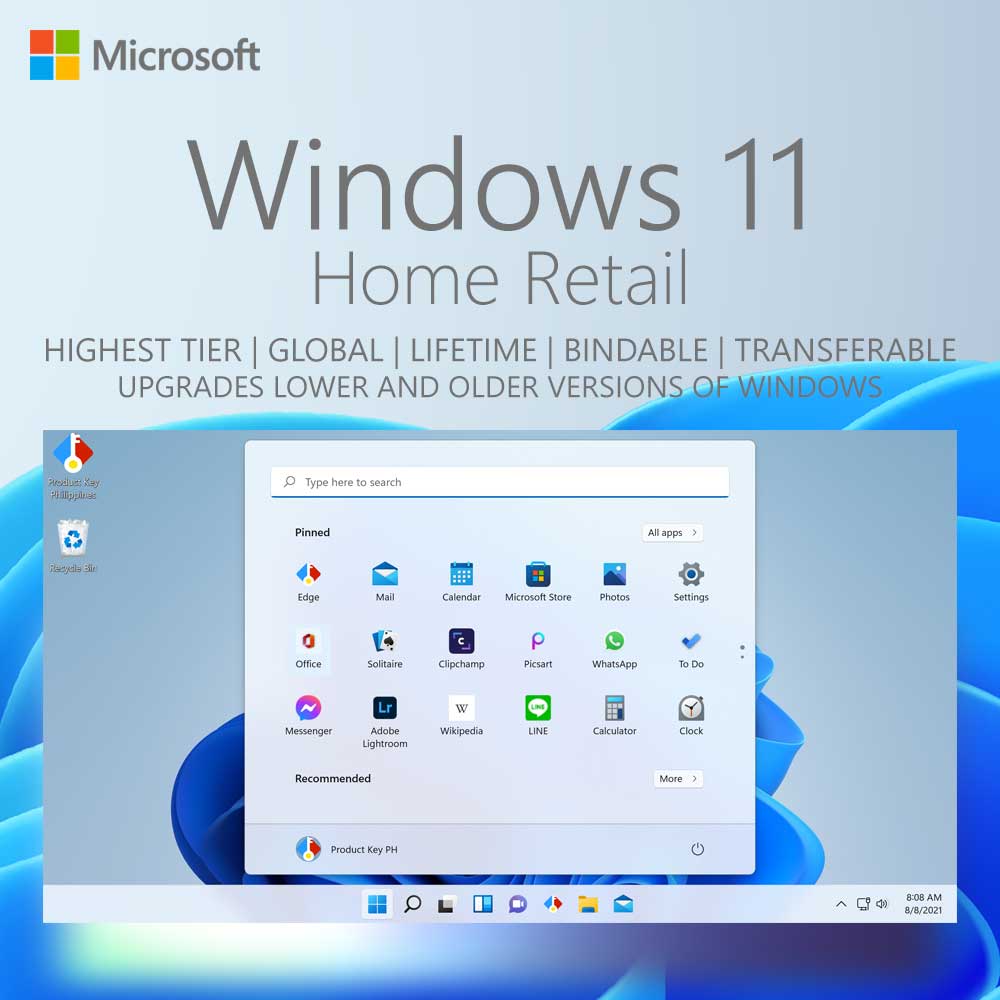 Microsoft
Windows 11
Home Retail
HIGHEST TIER | GLOBAL | LIFETIME | BINDABLE | TRANSFERABLE
UPGRADES LOWER AND OLDER VERSIONS OF WINDOWS
Product Key
Philippines
Recycle Bin
Type here to search
Pinned
All apps >
Edge
Mail
Calendar
Microsoft Store
Photos
Settings
Office
Solitaire
Clipchamp
Picsart
WhatsApp
To Do
Messenger
Lr
Adobe
Lightroom
W
Wikipedia
LINE
LINE
Calculator
Clock
Recommended
More >
Product Key PH
8:08 AM
8/8/2021